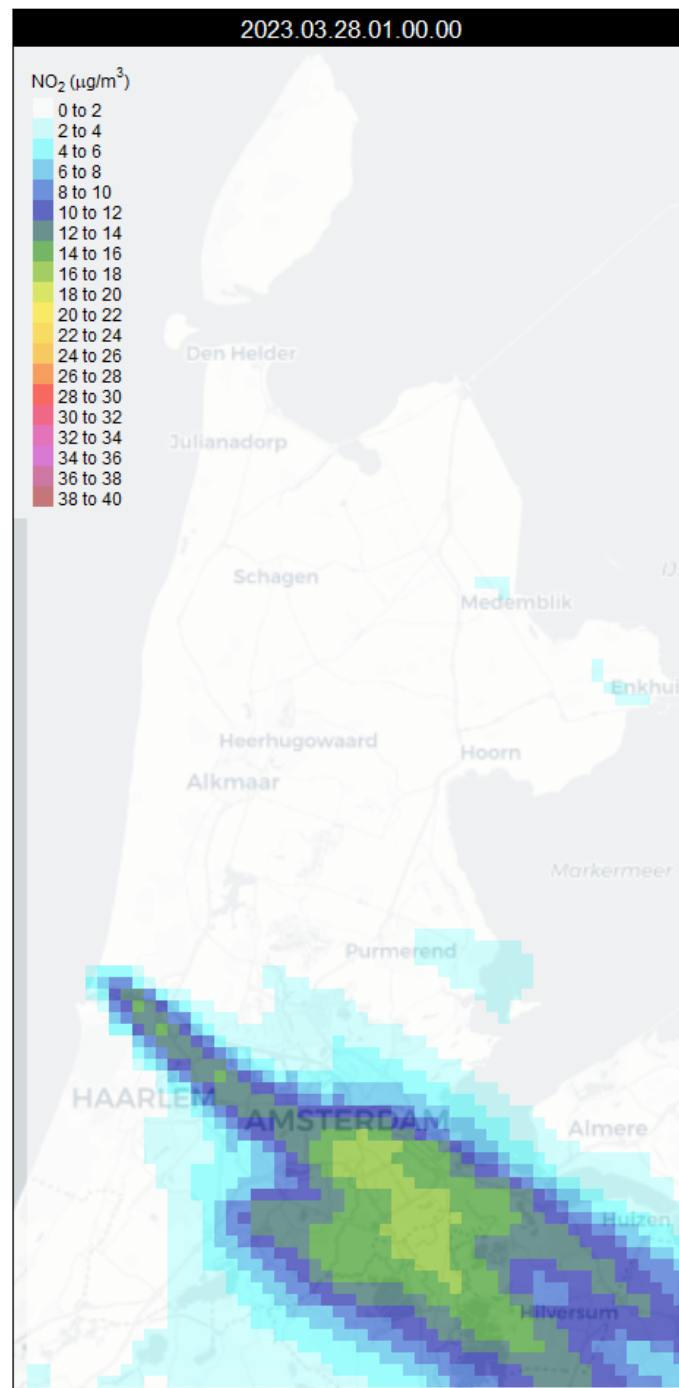 2023.03.28.01.00.00
NO₂ (μg/m³)
0 to 2
2 to 4
4 to 6
6 to 8
8 to 10
10 to 12
12 to 14
14 to 16
16 to 18
18 to 20
20 to 22
22 to 24
24 to 26
26 to 28
28 to 30
30 to 32
32 to 34
34 to 36
36 to 38
38 to 40
Den Helder
Julianadorp
Schagen
IJs
Medemblik
Enkhui
Heerhugowaard
Hoorn
Alkmaar
Markermeer
Purmerend
HAARLEM
AMSTERDAM
Almere
Huizen
Hilversum